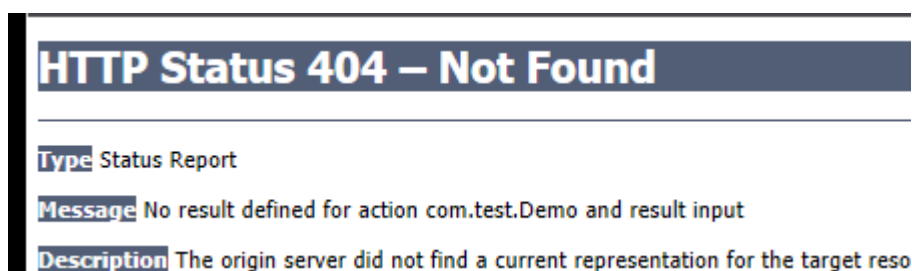 HTTP Status 404 – Not Found
Type Status Report
Message No result defined for action com.test.Demo and result input
Description The origin server did not find a current representation for the target